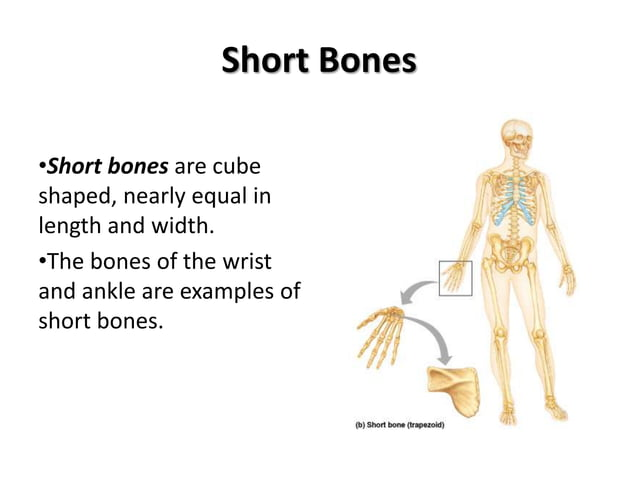 Short Bones
•Short bones are cube
shaped, nearly equal in
length and width.
•The bones of the wrist
and ankle are examples of
short bones.
(b) Short bone (trapezoid)